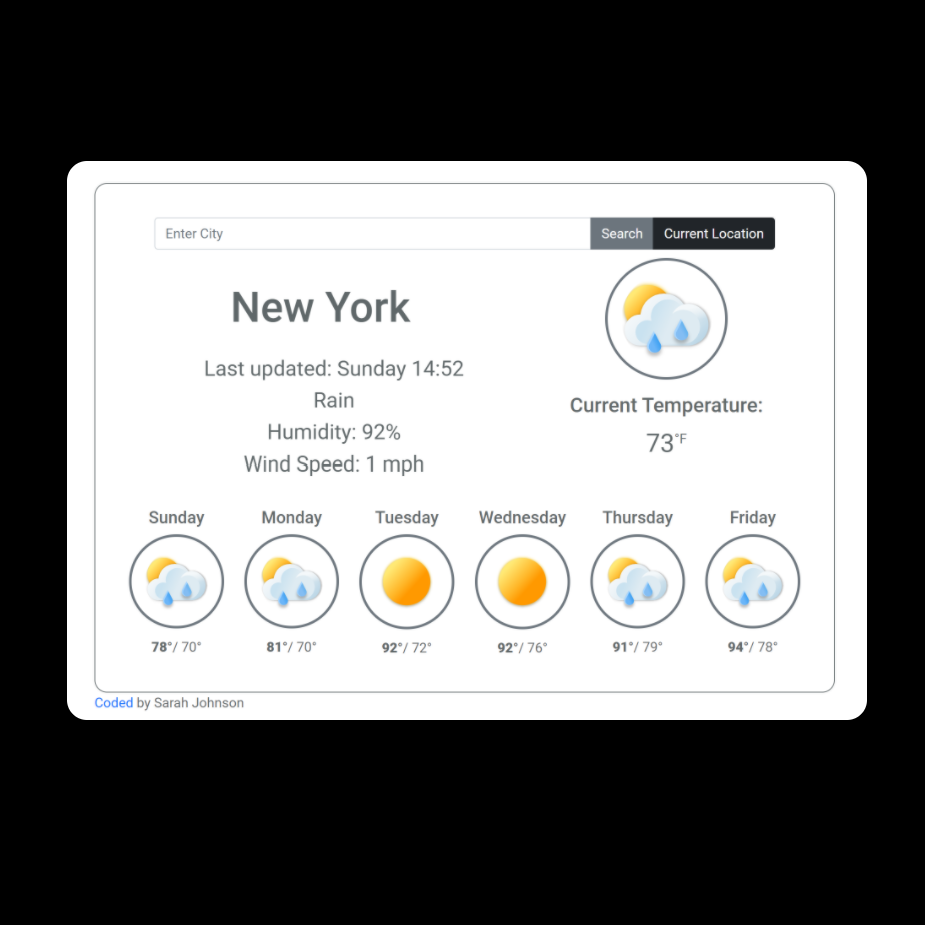 Enter City Search Current Location
New York
Last updated: Sunday 14:52
Rain
Humidity: 92%
Wind Speed: 1 mph
Current Temperature:
73°F
Sunday Monday Tuesday Wednesday Thursday Friday
78°/ 70° 81°/ 70° 92°/ 72° 92°/ 76° 91°/ 79° 94°/ 78°
Coded by Sarah Johnson